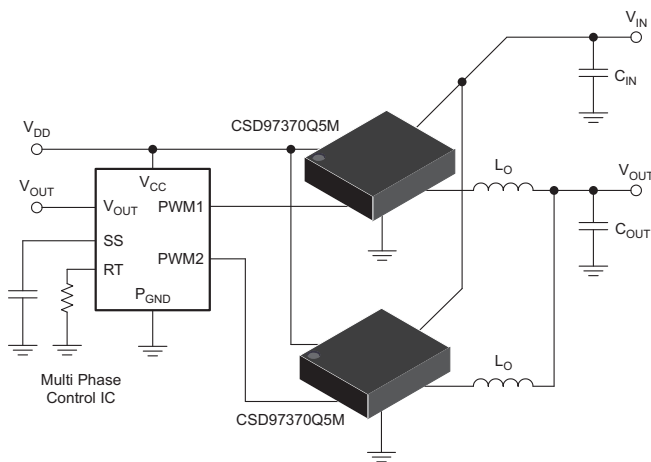 V_IN
C_IN
CSD97370Q5M
V_DD
V_OUT
V_CC
V_OUT
PWM1
SS
PWM2
RT
P_GND
Multi Phase
Control IC
L_O
V_OUT
C_OUT
L_O
CSD97370Q5M